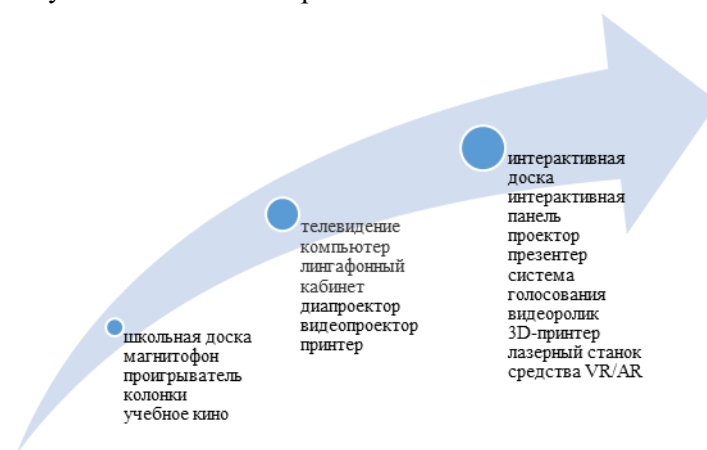 школьная доска
магнитофон
проигрыватель
колонки
учебное кино
телевидение
компьютер
лингафонный
кабинет
диапроектор
видеопроектор
принтер
интерактивная
доска
интерактивная
панель
проектор
презентер
система
голосования
видеоролик
3D-принтер
лазерный станок
средства VR/AR